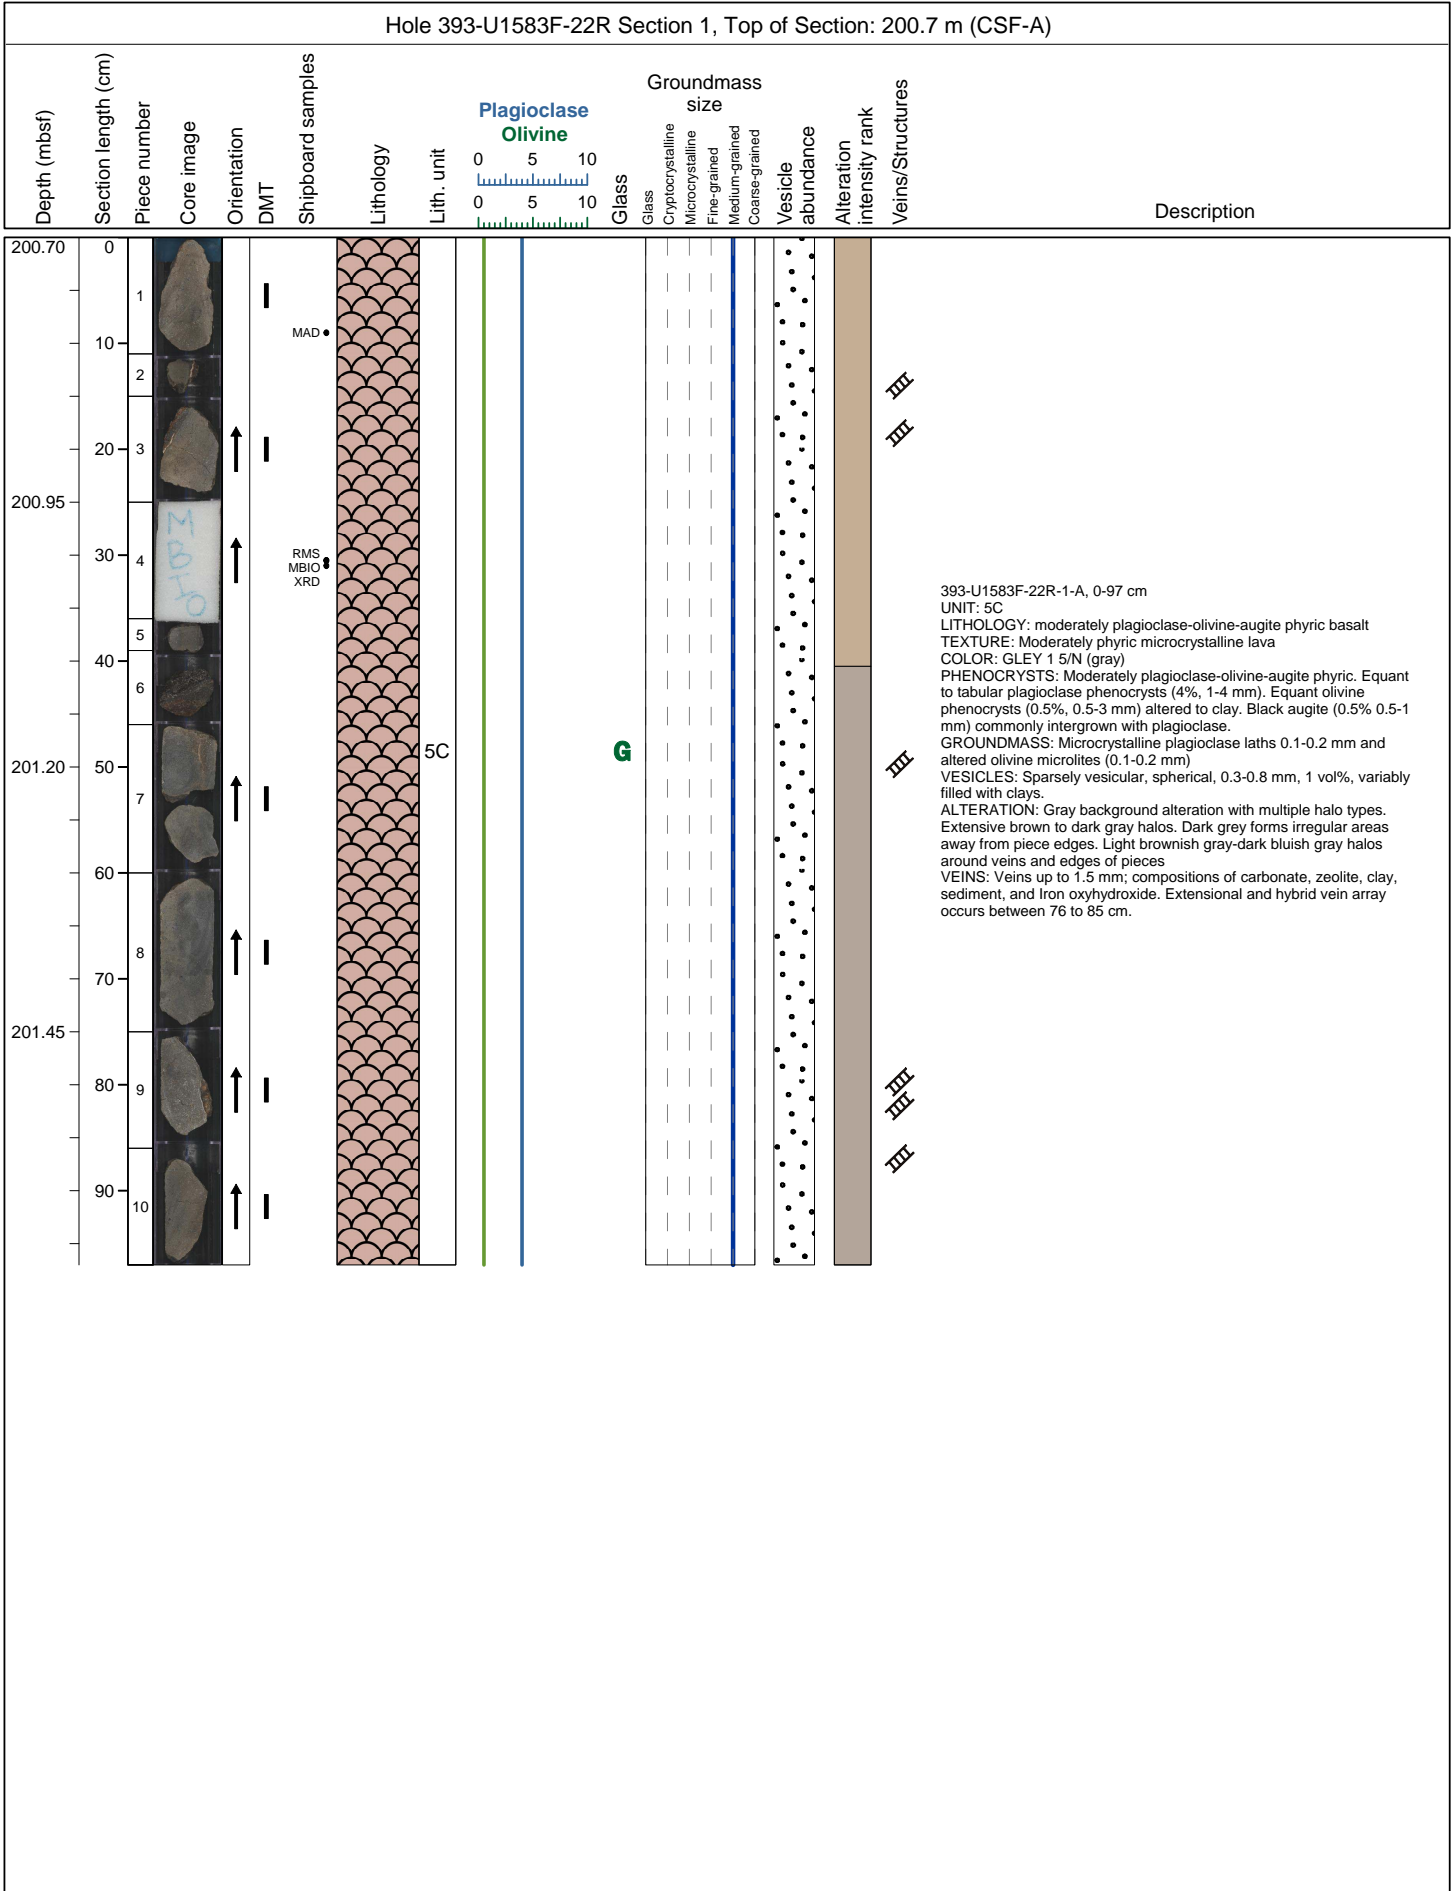 Hole 393-U1583F-22R Section 1, Top of Section: 200.7 m (CSF-A)
Depth (mbsf)
Section length (cm)
Piece number
Core image
Orientation
DMT
Shipboard samples
Lithology
Lith. unit
Plagioclase
Olivine
0 5 10
0 5 10
Glass
Groundmass
size
Glass
Cryptocrystalline
Microcrystalline
Fine-grained
Medium-grained
Coarse-grained
Vesicle
abundance
Alteration
intensity rank
Veins/Structures
Description
200.70
200.95
201.20
201.45
0
10
20
30
40
50
60
70
80
90
1
2
3
4
5
6
7
8
9
10
M
B
I
O
MAD
RMS
MBIO
XRD
5C
G
393-U1583F-22R-1-A, 0-97 cm
UNIT: 5C
LITHOLOGY: moderately plagioclase-olivine-augite phyric basalt
TEXTURE: Moderately phyric microcrystalline lava
COLOR: GLEY 1 5/N (gray)
PHENOCRYSTS: Moderately plagioclase-olivine-augite phyric. Equant
to tabular plagioclase phenocrysts (4%, 1-4 mm). Equant olivine
phenocrysts (0.5%, 0.5-3 mm) altered to clay. Black augite (0.5% 0.5-1
mm) commonly intergrown with plagioclase.
GROUNDMASS: Microcrystalline plagioclase laths 0.1-0.2 mm and
altered olivine microlites (0.1-0.2 mm)
VESICLES: Sparsely vesicular, spherical, 0.3-0.8 mm, 1 vol%, variably
filled with clays.
ALTERATION: Gray background alteration with multiple halo types.
Extensive brown to dark gray halos. Dark grey forms irregular areas
away from piece edges. Light brownish gray-dark bluish gray halos
around veins and edges of pieces
VEINS: Veins up to 1.5 mm; compositions of carbonate, zeolite, clay,
sediment, and Iron oxyhydroxide. Extensional and hybrid vein array
occurs between 76 to 85 cm.